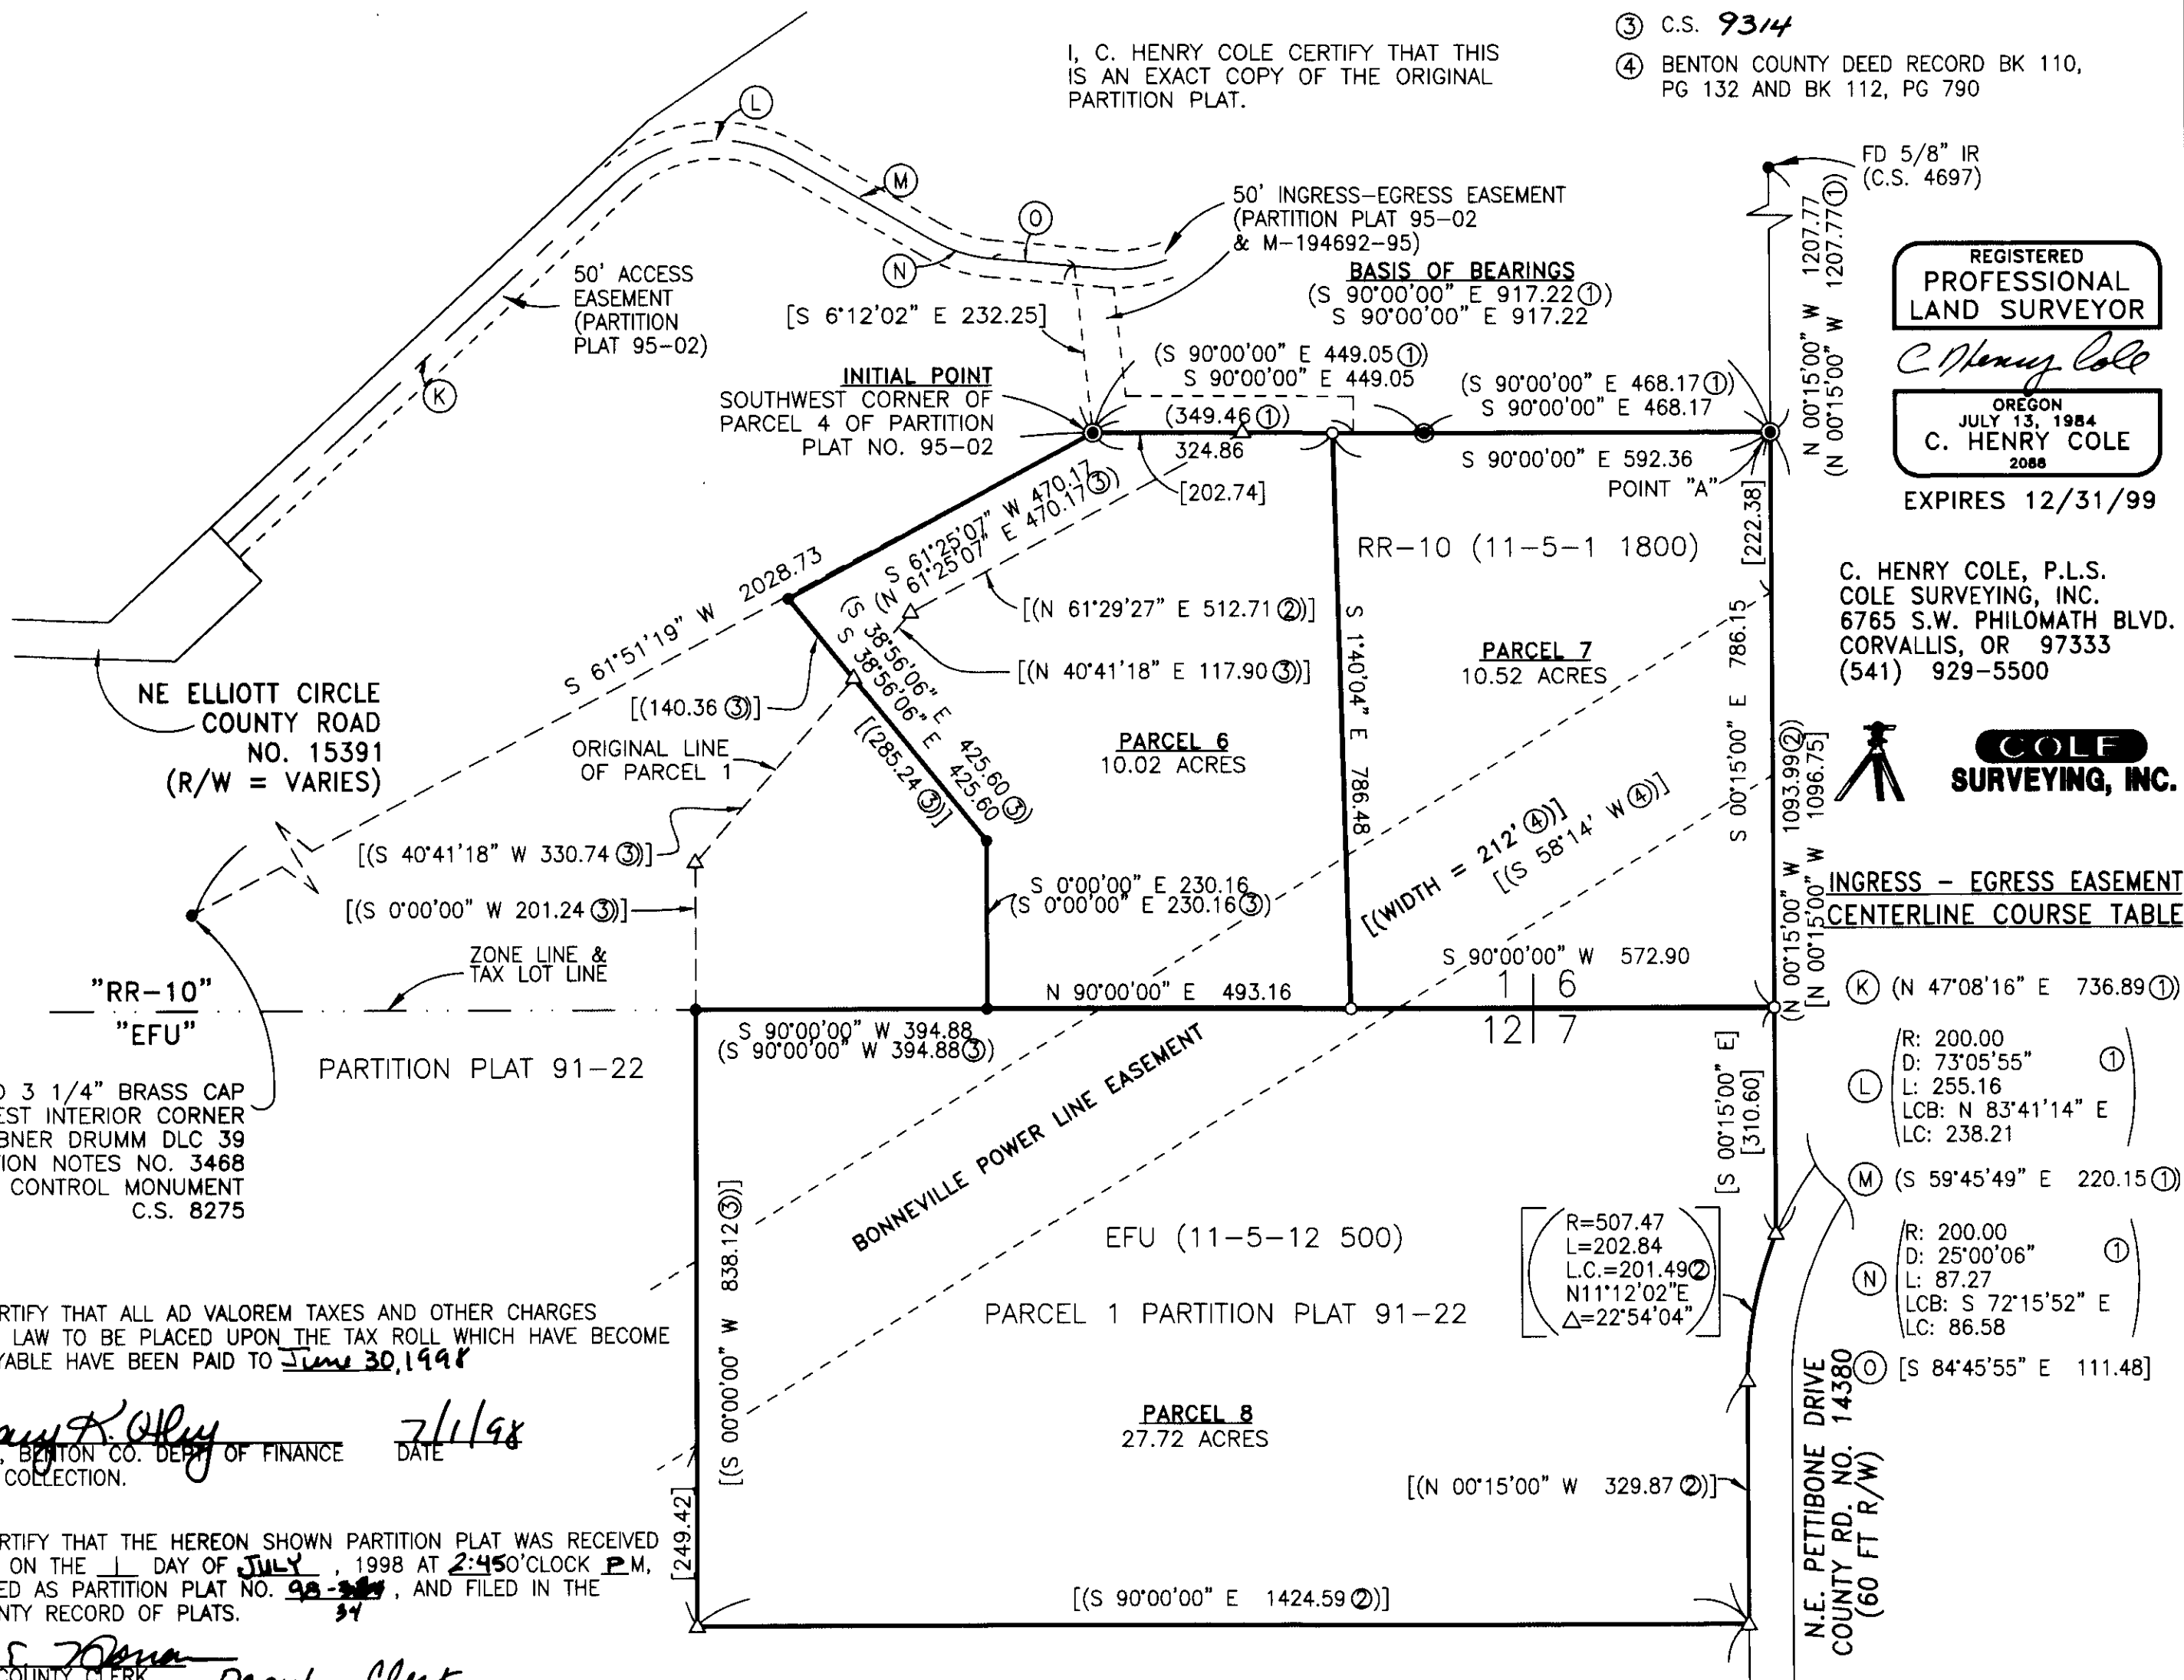 ③ C.S. 9314
④ BENTON COUNTY DEED RECORD BK 110,
PG 132 AND BK 112, PG 790
I, C. HENRY COLE CERTIFY THAT THIS
IS AN EXACT COPY OF THE ORIGINAL
PARTITION PLAT.
L
M
O
N
K
FD 5/8" IR
(C.S. 4697)
50' INGRESS-EGRESS EASEMENT
(PARTITION PLAT 95-02
& M-194692-95)
50' ACCESS
EASEMENT
(PARTITION
PLAT 95-02)
[S 6°12'02" E 232.25]
BASIS OF BEARINGS
(S 90°00'00" E 917.22①)
S 90°00'00" E 917.22
N 00°15'00" W 1207.77
(N 00°15'00" W 1207.77①)
REGISTERED
PROFESSIONAL
LAND SURVEYOR
C Henry Cole
OREGON
JULY 13, 1984
C. HENRY COLE
2088
EXPIRES 12/31/99
INITIAL POINT
SOUTHWEST CORNER OF
PARCEL 4 OF PARTITION
PLAT NO. 95-02
(S 90°00'00" E 449.05①)
S 90°00'00" E 449.05
(S 90°00'00" E 468.17①)
S 90°00'00" E 468.17
(349.46①)
324.86
[202.74]
S 90°00'00" E 592.36
POINT "A"
[222.38]
S 61°25'07" W 470.17
(N 61°25'07" E 470.17③)
RR-10 (11-5-1 1800)
C. HENRY COLE, P.L.S.
COLE SURVEYING, INC.
6765 S.W. PHILOMATH BLVD.
CORVALLIS, OR 97333
(541) 929-5500
S 61°51'19" W 2028.73
[(N 61°29'27" E 512.71②)]
[(N 40°41'18" E 117.90③)]
(S 38°56'06" E 425.60③)
S 38°56'06" E 425.60
[(140.36③)]
[(285.24③)]
S 1°40'04" E 786.48
PARCEL 7
10.52 ACRES
S 00°15'00" E 786.15
NE ELLIOTT CIRCLE
COUNTY ROAD
NO. 15391
(R/W = VARIES)
ORIGINAL LINE
OF PARCEL 1
PARCEL 6
10.02 ACRES
(N 00°15'00" W 1093.99②)
[N 00°15'00" W 1096.75]
COLE
SURVEYING, INC.
[(WIDTH = 212'④)]
[(S 58°14' W④)]
[(S 40°41'18" W 330.74③)]
[(S 0°00'00" W 201.24③)]
S 0°00'00" E 230.16
(S 0°00'00" E 230.16③)
INGRESS - EGRESS EASEMENT
CENTERLINE COURSE TABLE
ZONE LINE &
TAX LOT LINE
"RR-10"
"EFU"
S 90°00'00" W 572.90
N 90°00'00" E 493.16
1 6
12 7
S 90°00'00" W 394.88
(S 90°00'00" W 394.88③)
PARTITION PLAT 91-22
K (N 47°08'16" E 736.89①)
L
R: 200.00
D: 73°05'55" ①
L: 255.16
LCB: N 83°41'14" E
LC: 238.21
M (S 59°45'49" E 220.15①)
N
R: 200.00
D: 25°00'06" ①
L: 87.27
LCB: S 72°15'52" E
LC: 86.58
O [S 84°45'55" E 111.48]
3 1/4" BRASS CAP
EST INTERIOR CORNER
BNER DRUMM DLC 39
ION NOTES NO. 3468
CONTROL MONUMENT
C.S. 8275
BONNEVILLE POWER LINE EASEMENT
[S 00°15'00" E]
[310.60]
[(S 00°00'00" W 838.12③)]
EFU (11-5-12 500)
PARCEL 1 PARTITION PLAT 91-22
R=507.47
L=202.84
L.C.=201.49②
N11°12'02"E
△=22°54'04"
PARCEL 8
27.72 ACRES
[(N 00°15'00" W 329.87②)]
N.E. PETTIBONE DRIVE
COUNTY RD. NO. 14380
(60 FT R/W)
[249.42]
[(S 90°00'00" E 1424.59②)]
RTIFY THAT ALL AD VALOREM TAXES AND OTHER CHARGES
LAW TO BE PLACED UPON THE TAX ROLL WHICH HAVE BECOME
YABLE HAVE BEEN PAID TO June 30, 1998
7/1/98
, BENTON CO. DEPT OF FINANCE DATE
COLLECTION.
RTIFY THAT THE HEREON SHOWN PARTITION PLAT WAS RECEIVED
ON THE 1 DAY OF JULY, 1998 AT 2:45 O'CLOCK P M,
ED AS PARTITION PLAT NO. 98-34, AND FILED IN THE
NTY RECORD OF PLATS.
COUNTY CLERK